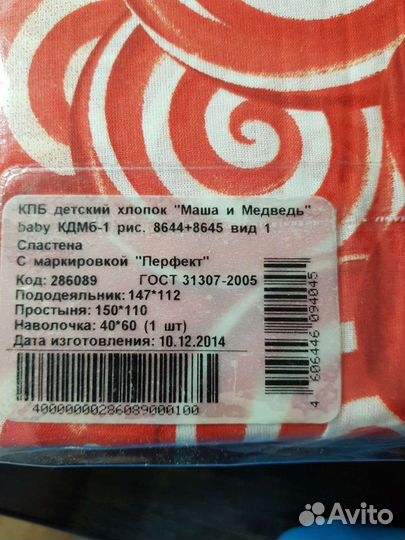 КПБ детский хлопок "Маша и Медведь"
baby КДМб-1 рис. 8644+8645 вид 1
Сластена
С маркировкой "Перфект"
Код: 286089 ГОСТ 31307-2005
Пододеяльник: 147*112
Простыня: 150*110
Наволочка: 40*60 (1 шт)
Дата изготовления: 10.12.2014
40000000286089000100
4 606446 094045
Avito